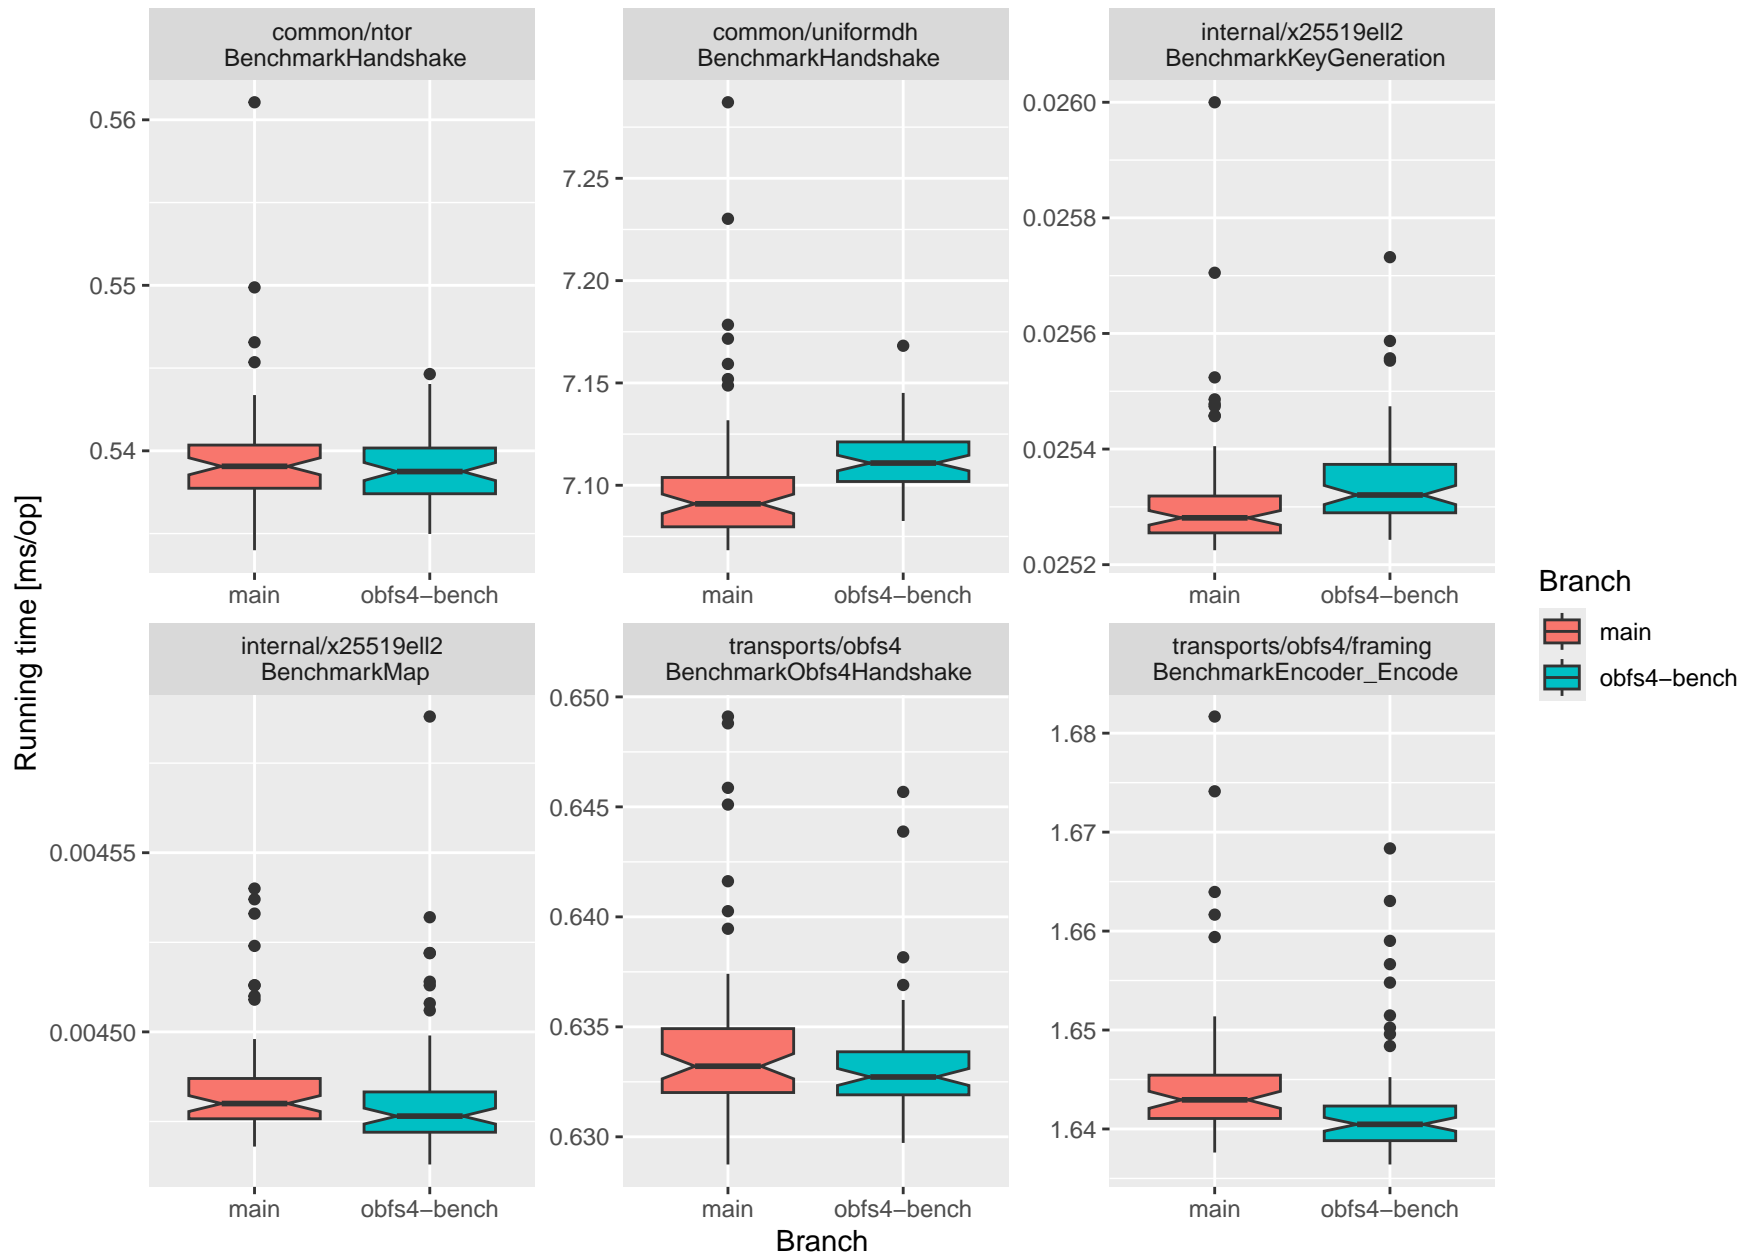 common/ntor
BenchmarkHandshake
common/uniformdh
BenchmarkHandshake
internal/x25519ell2
BenchmarkKeyGeneration
0.56
0.55
0.54
7.25
7.20
7.15
7.10
0.0260
0.0258
0.0256
0.0254
0.0252
main
obfs4−bench
main
obfs4−bench
main
obfs4−bench
internal/x25519ell2
BenchmarkMap
transports/obfs4
BenchmarkObfs4Handshake
transports/obfs4/framing
BenchmarkEncoder_Encode
0.00455
0.00450
0.650
0.645
0.640
0.635
0.630
1.68
1.67
1.66
1.65
1.64
main
obfs4−bench
main
obfs4−bench
main
obfs4−bench
Branch
Running time [ms/op]
Branch
main
obfs4−bench